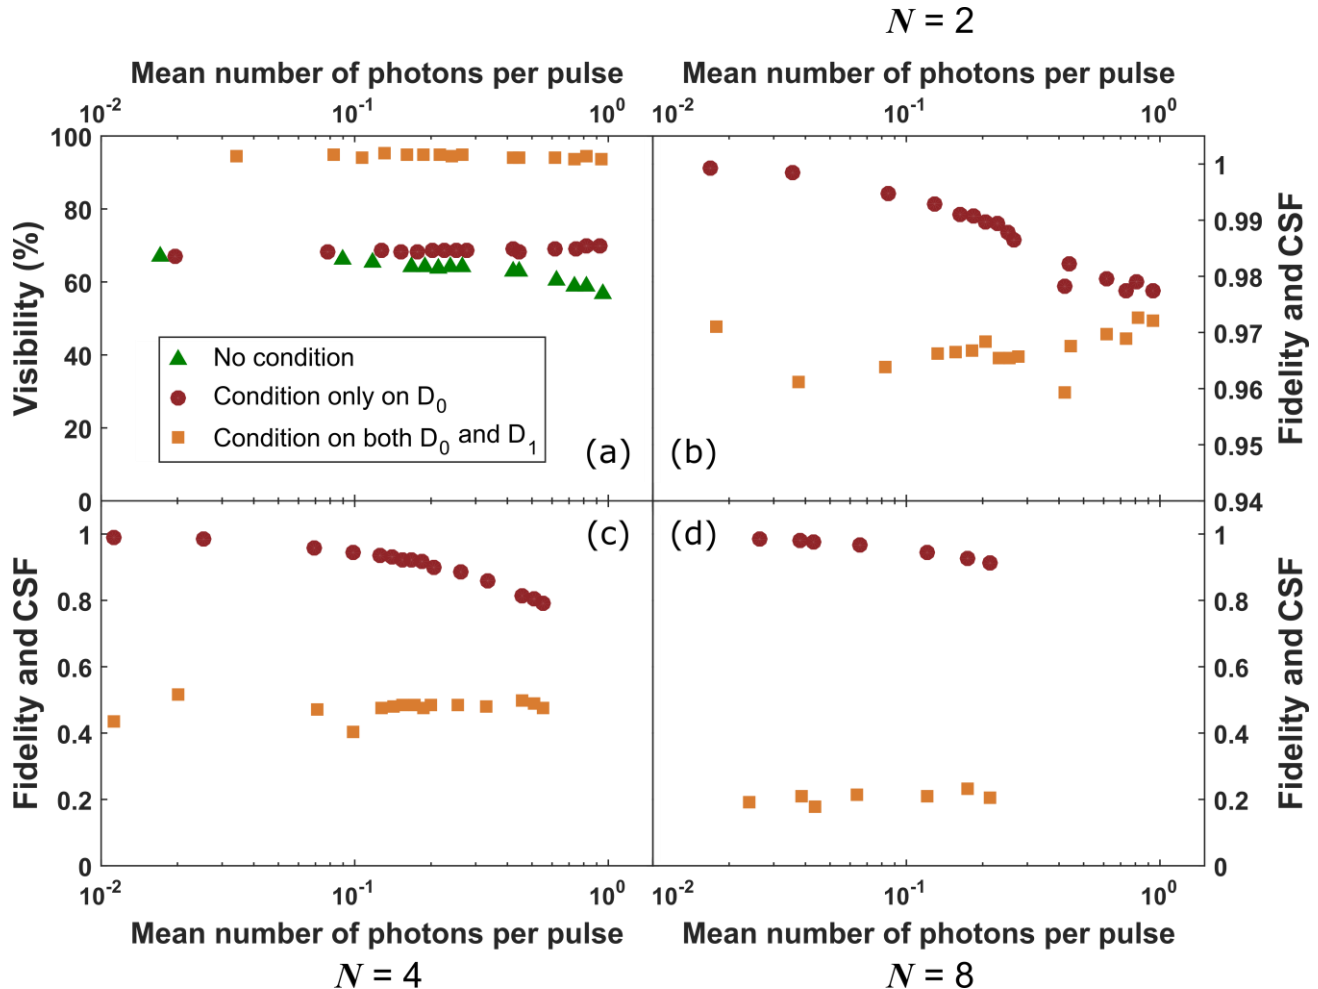 N = 2
Mean number of photons per pulse
Mean number of photons per pulse
10^-2
10^-1
10^0
10^-2
10^-1
10^0
100
80
60
40
20
0
Visibility (%)
No condition
Condition only on D_0
Condition on both D_0 and D_1
(a)
(b)
1
0.99
0.98
0.97
0.96
0.95
0.94
Fidelity and CSF
(c)
(d)
1
0.8
0.6
0.4
0.2
0
Fidelity and CSF
1
0.8
0.6
0.4
0.2
0
Fidelity and CSF
10^-2
10^-1
10^0
10^-2
10^-1
10^0
Mean number of photons per pulse
Mean number of photons per pulse
N = 4
N = 8